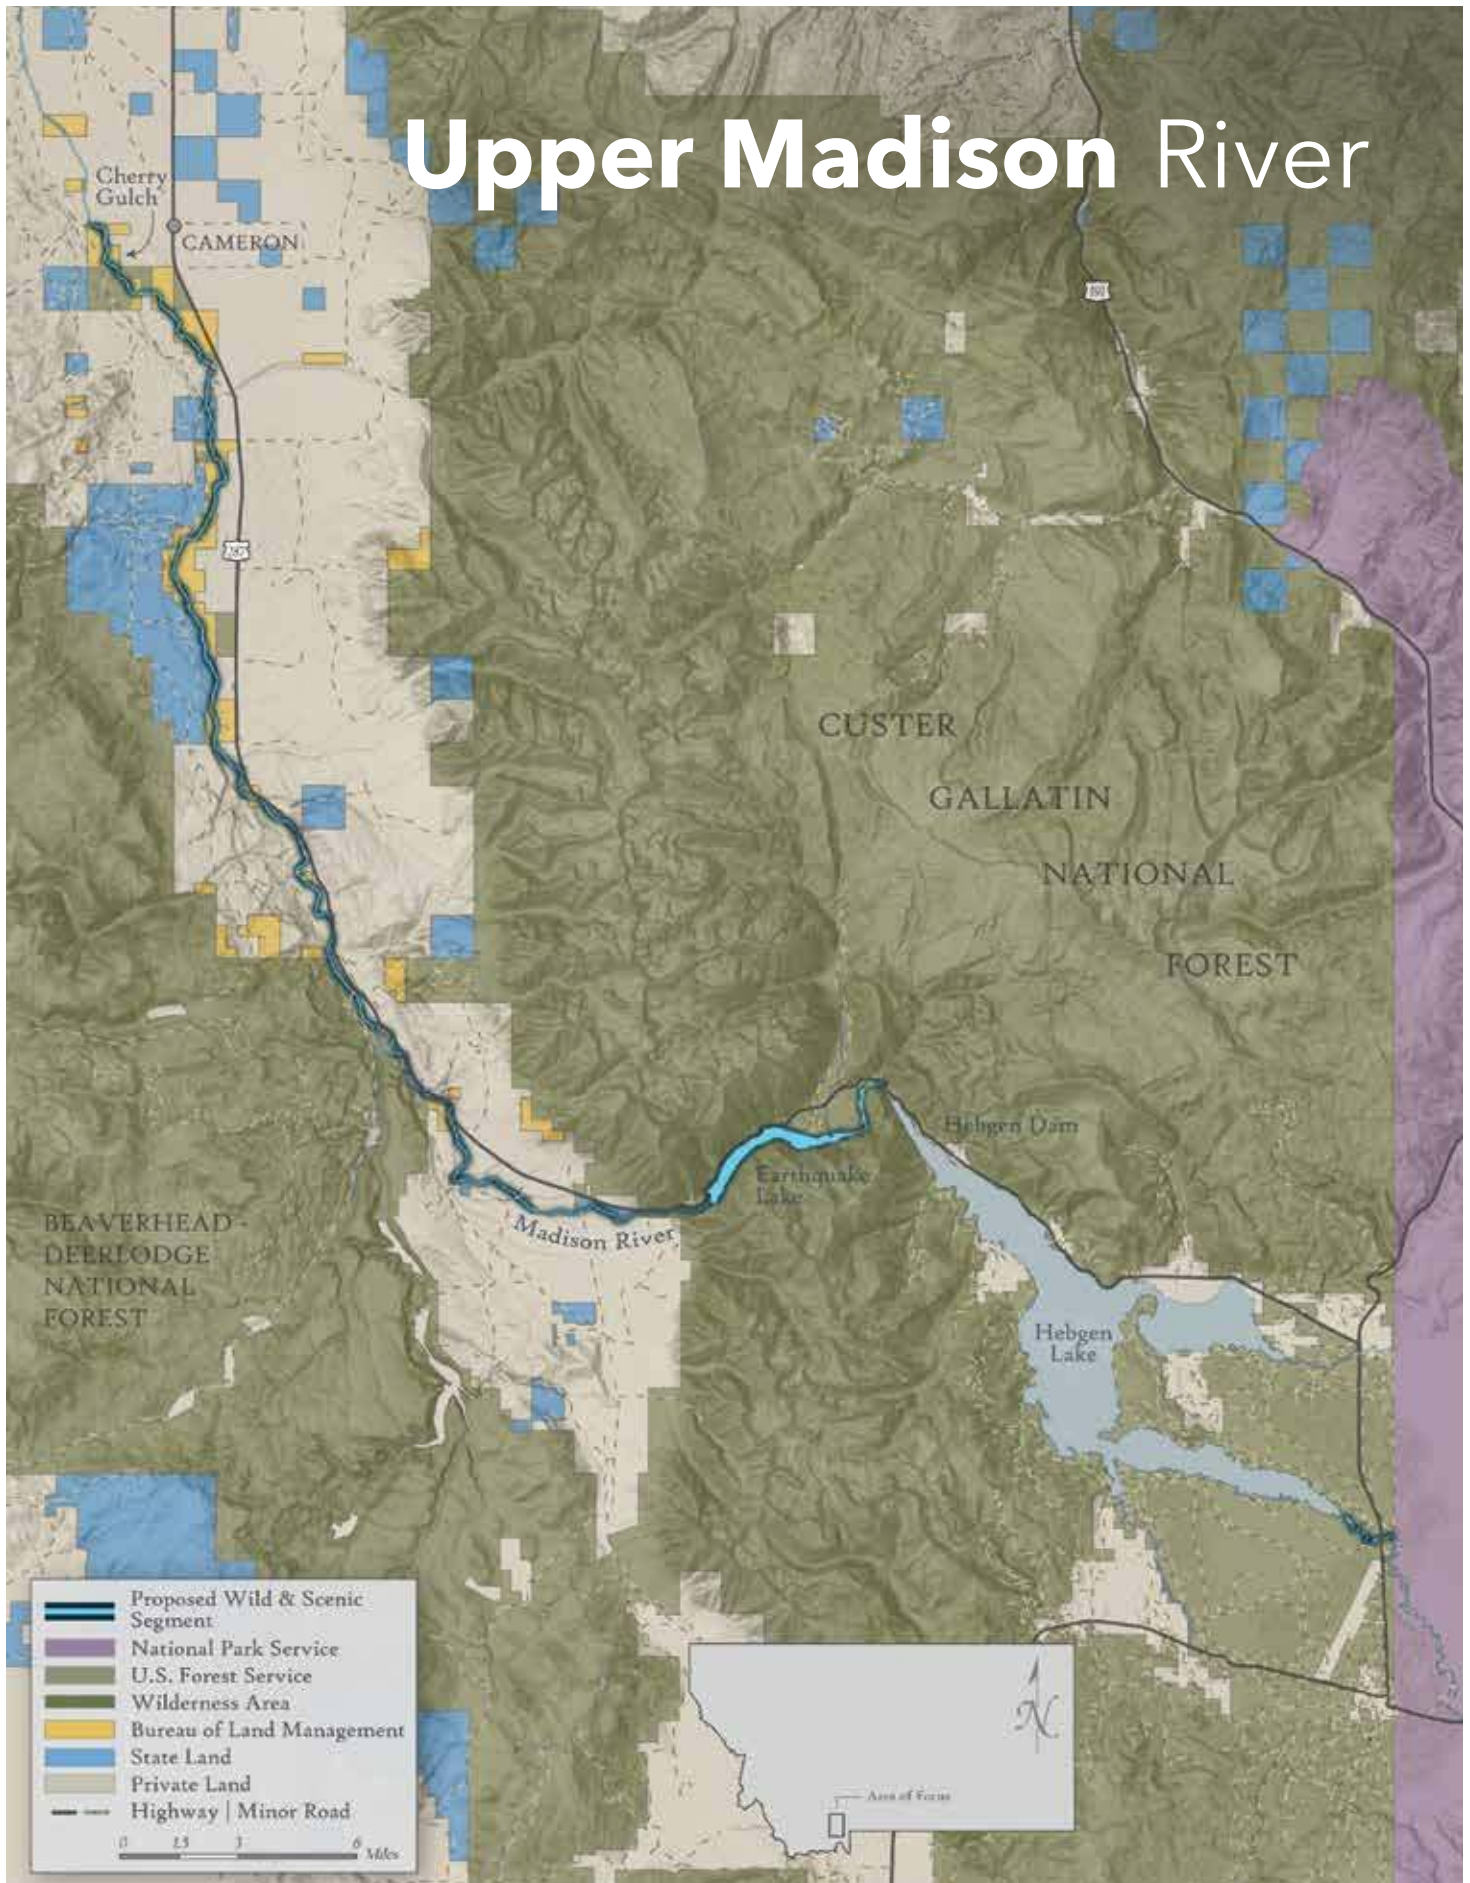 Upper Madison River
Cherry
Gulch
CAMERON
191
287
CUSTER
GALLATIN
NATIONAL
FOREST
Hebgen Dam
Earthquake
Lake
Madison River
BEAVERHEAD-
DEERLODGE
NATIONAL
FOREST
Hebgen
Lake
Proposed Wild & Scenic
Segment
National Park Service
U.S. Forest Service
Wilderness Area
Bureau of Land Management
State Land
Private Land
Highway | Minor Road
0 1.5 3 6
Miles
N
Area of Focus